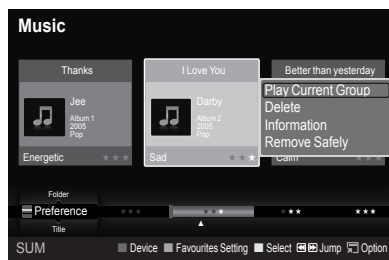 Music
Thanks
I Love You
Better than yesterday
Jee
Album 1
2005
Pop
Darby
Album 2
2005
Pop
Play Current Group
Delete
Information
Remove Safely
Energetic
Sad
Calm
Folder
Preference
Title
SUM
Device
Favourites Setting
Select
Jump
Option